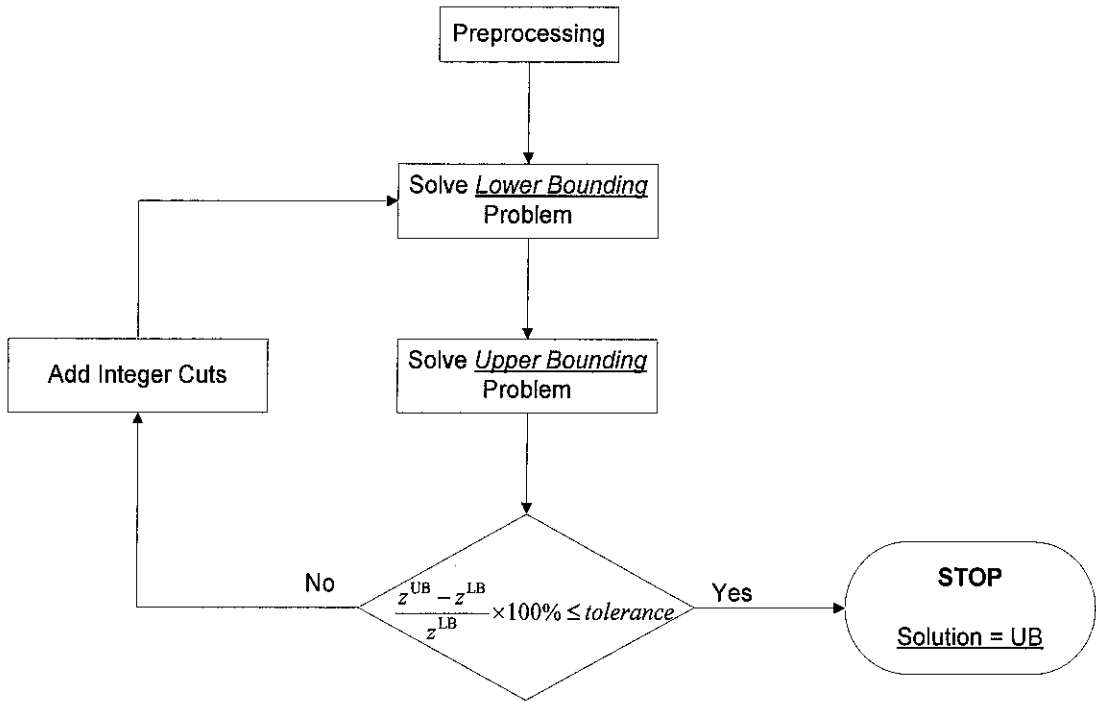 Preprocessing
Solve Lower Bounding
Problem
Solve Upper Bounding
Problem
Add Integer Cuts
No
z^UB − z^LB
/ z^LB ×100% ≤ tolerance
Yes
STOP
Solution = UB